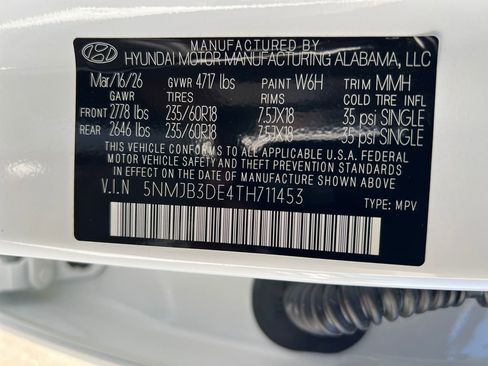 MANUFACTURED BY
HYUNDAI MOTOR MANUFACTURING ALABAMA, LLC
Mar/16/26 GVWR 4717 lbs PAINT W6H TRIM MMH
GAWR TIRES RIMS COLD TIRE INFL
FRONT 2778 lbs 235/60R18 7.5JX18 35 psi SINGLE
REAR 2646 lbs 235/60R18 7.5JX18 35 psi SINGLE
THIS VEHICLE CONFORMS TO ALL APPLICABLE U.S.A. FEDERAL
MOTOR VEHICLE SAFETY AND THEFT PREVENTION STANDARDS
IN EFFECT ON THE DATE OF MANUFACTURE SHOWN ABOVE.
V.I.N 5NMJB3DE4TH711453
TYPE: MPV